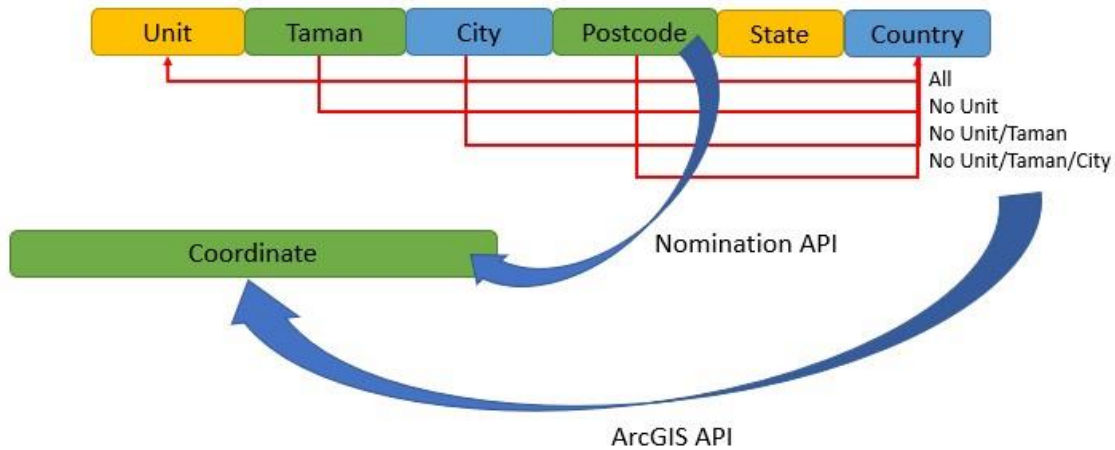 Unit Taman City Postcode State Country
All
No Unit
No Unit/Taman
No Unit/Taman/City
Nomination API
Coordinate
ArcGIS API